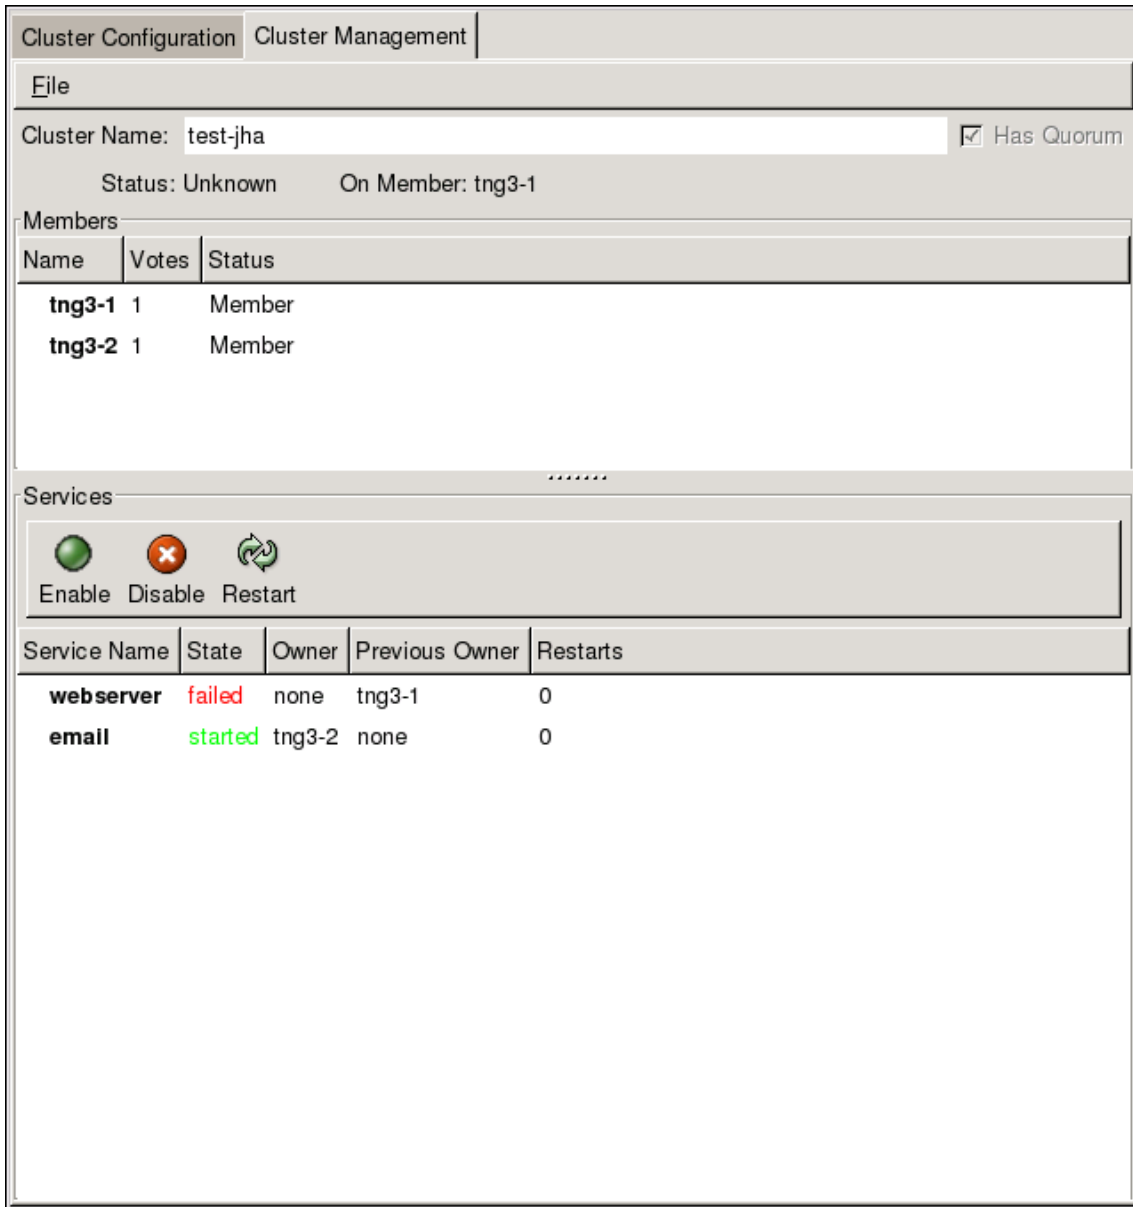 Cluster Configuration Cluster Management
File
Cluster Name: test-jha Has Quorum
Status: Unknown On Member: tng3-1
Members
Name Votes Status
tng3-1 1 Member
tng3-2 1 Member
Services
Enable Disable Restart
Service Name State Owner Previous Owner Restarts
webserver failed none tng3-1 0
email started tng3-2 none 0